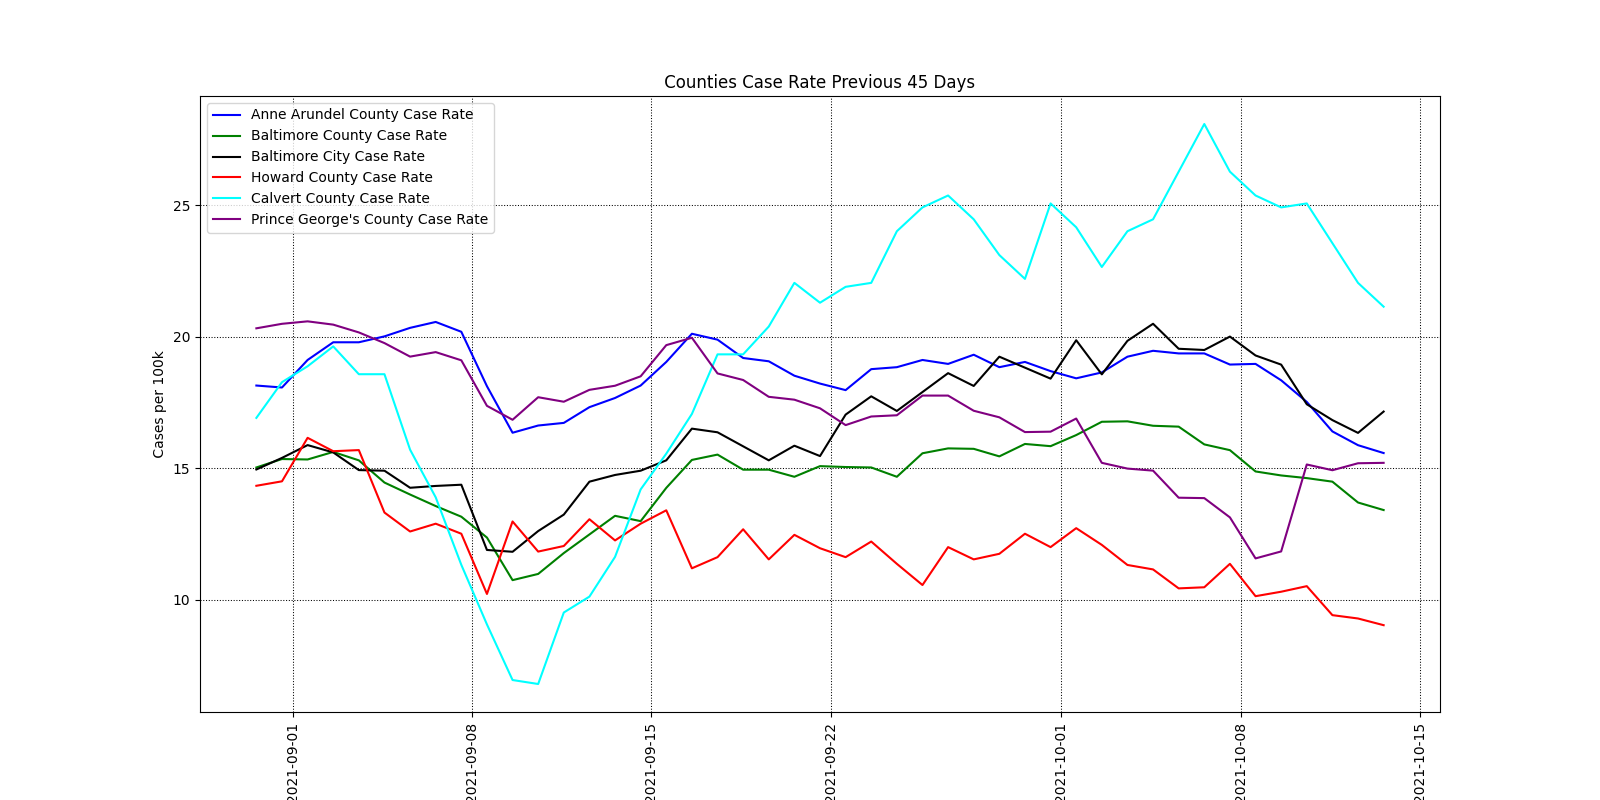 Counties Case Rate Previous 45 Days
Anne Arundel County Case Rate
Baltimore County Case Rate
Baltimore City Case Rate
Howard County Case Rate
Calvert County Case Rate
Prince George's County Case Rate
Cases per 100k
25
20
15
10
2021-09-01
2021-09-08
2021-09-15
2021-09-22
2021-10-01
2021-10-08
2021-10-15